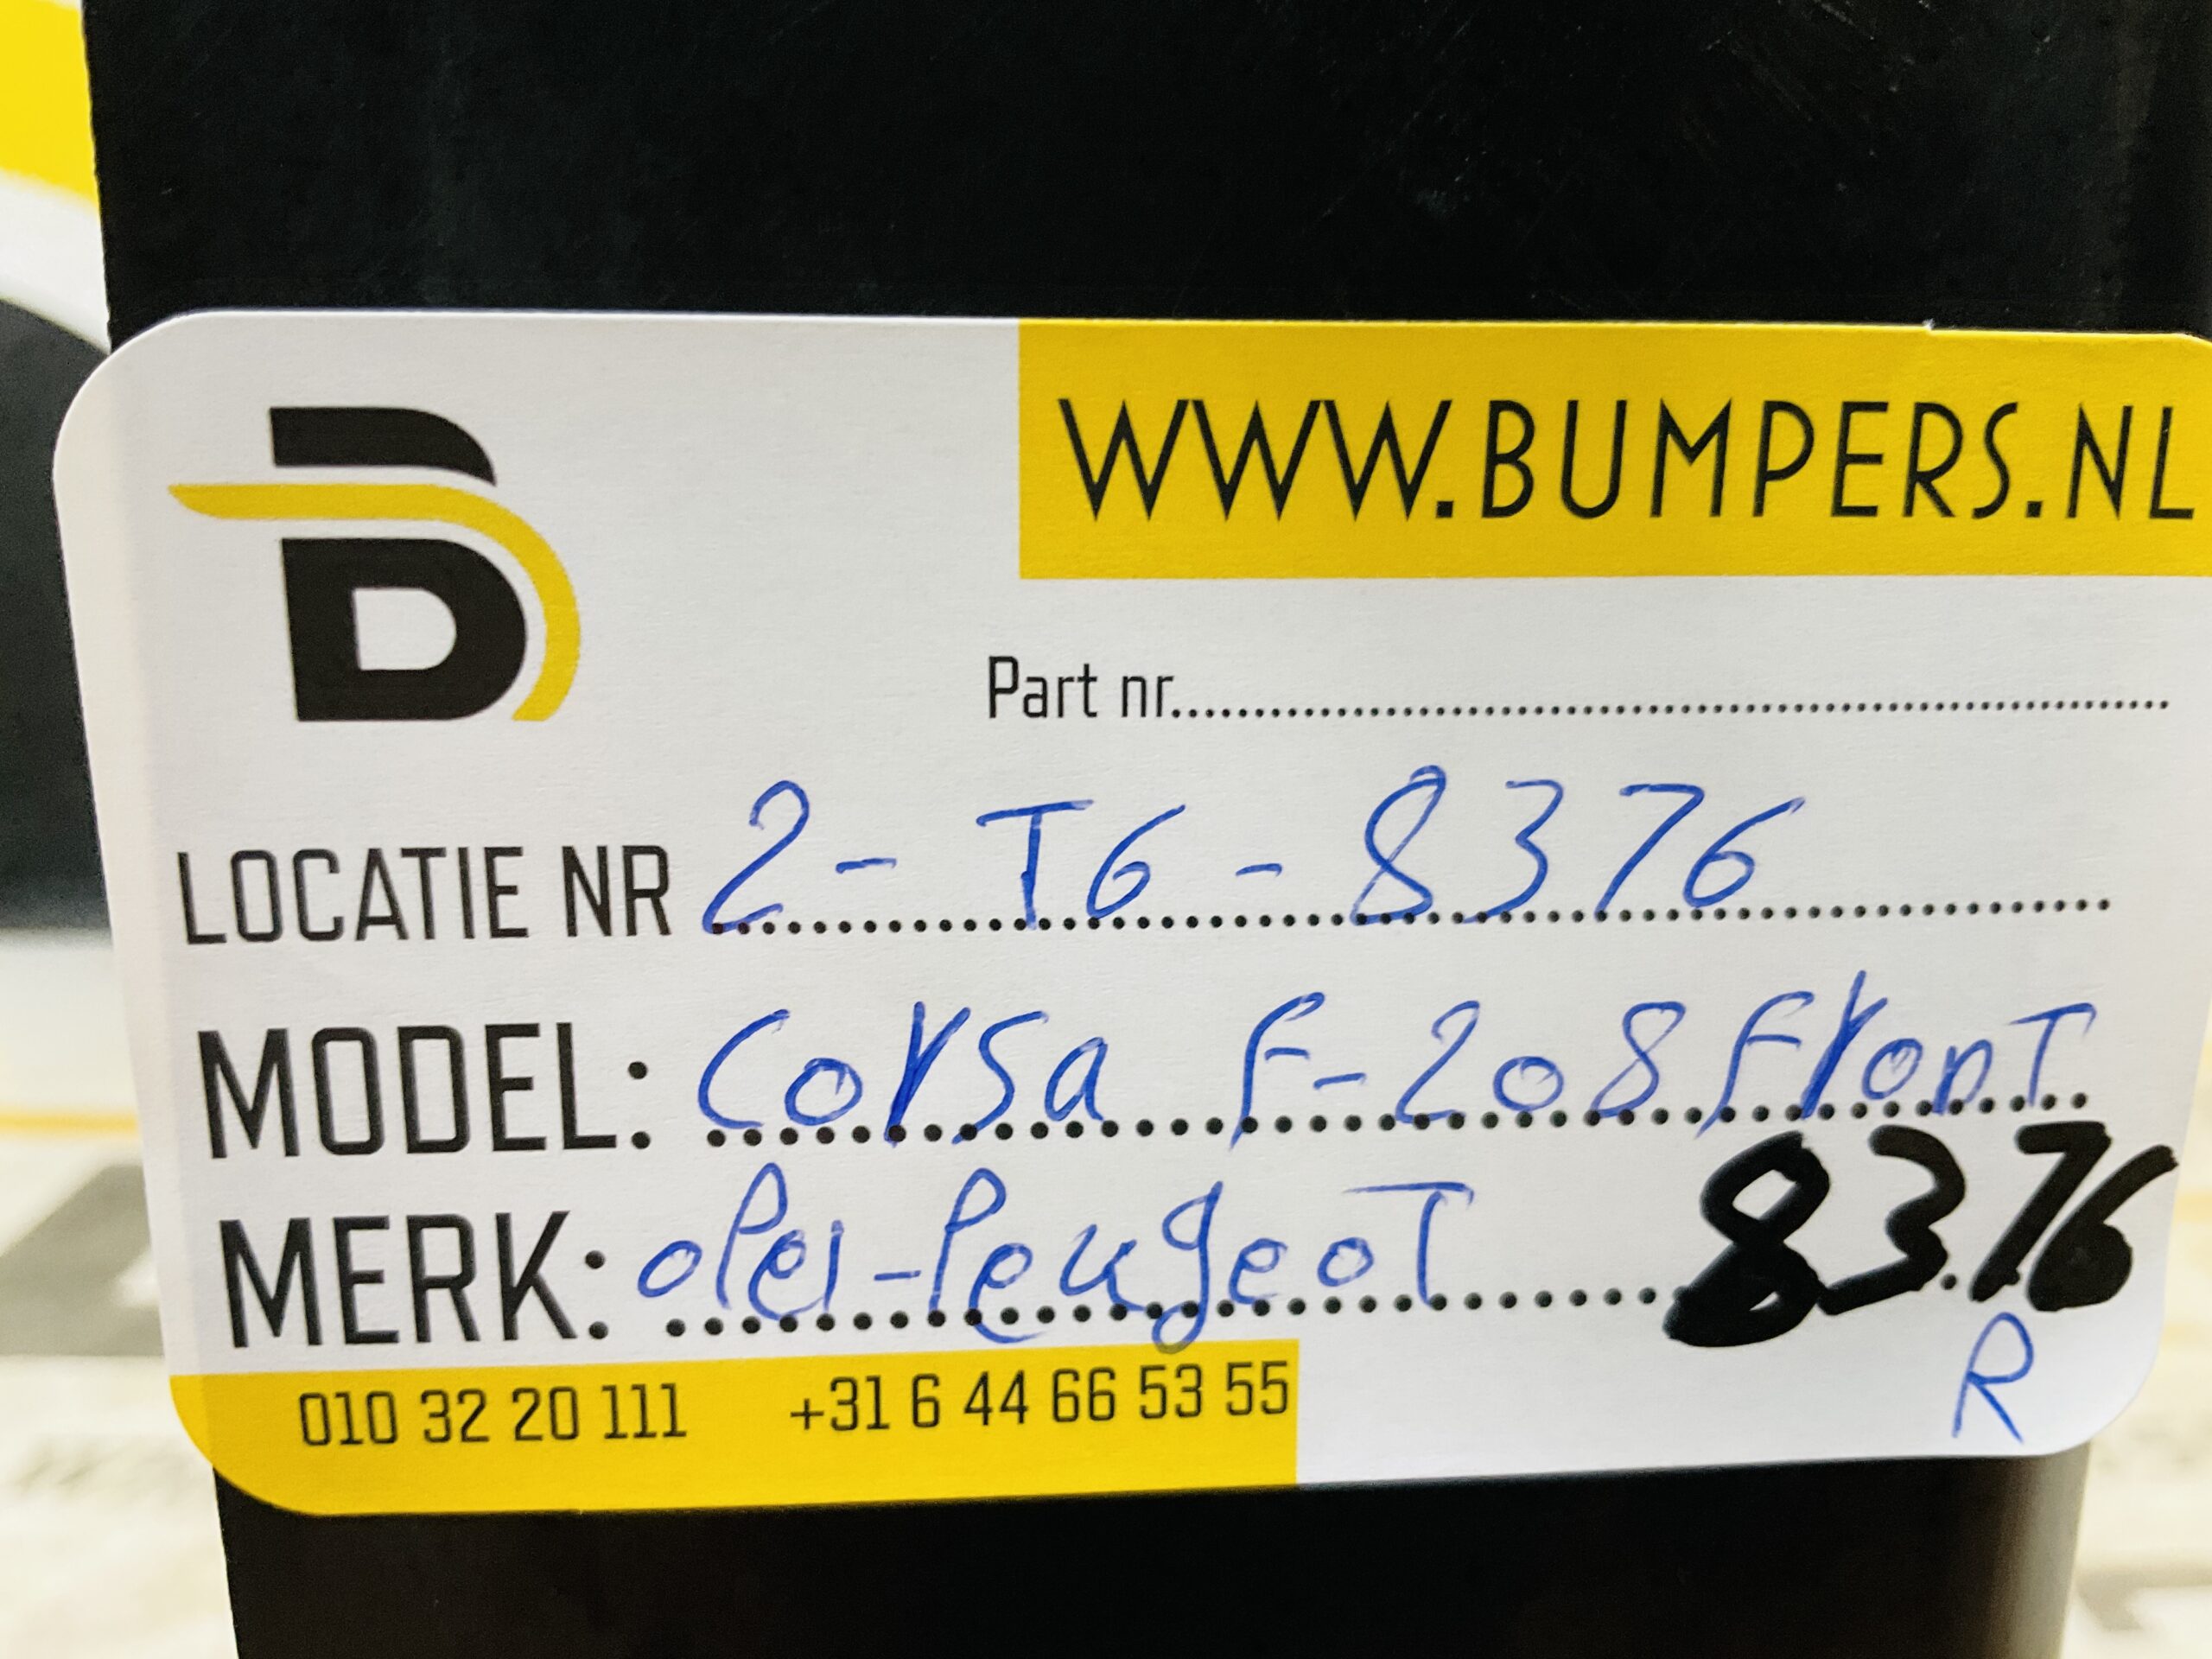 B
WWW.BUMPERS.NL
Part nr..........
LOCATIE NR 2-T6-8376
MODEL: Corsa F-208 FronT
MERK: oPel-PeugeoT 8376
R
010 32 20 111 +31 6 44 66 53 55